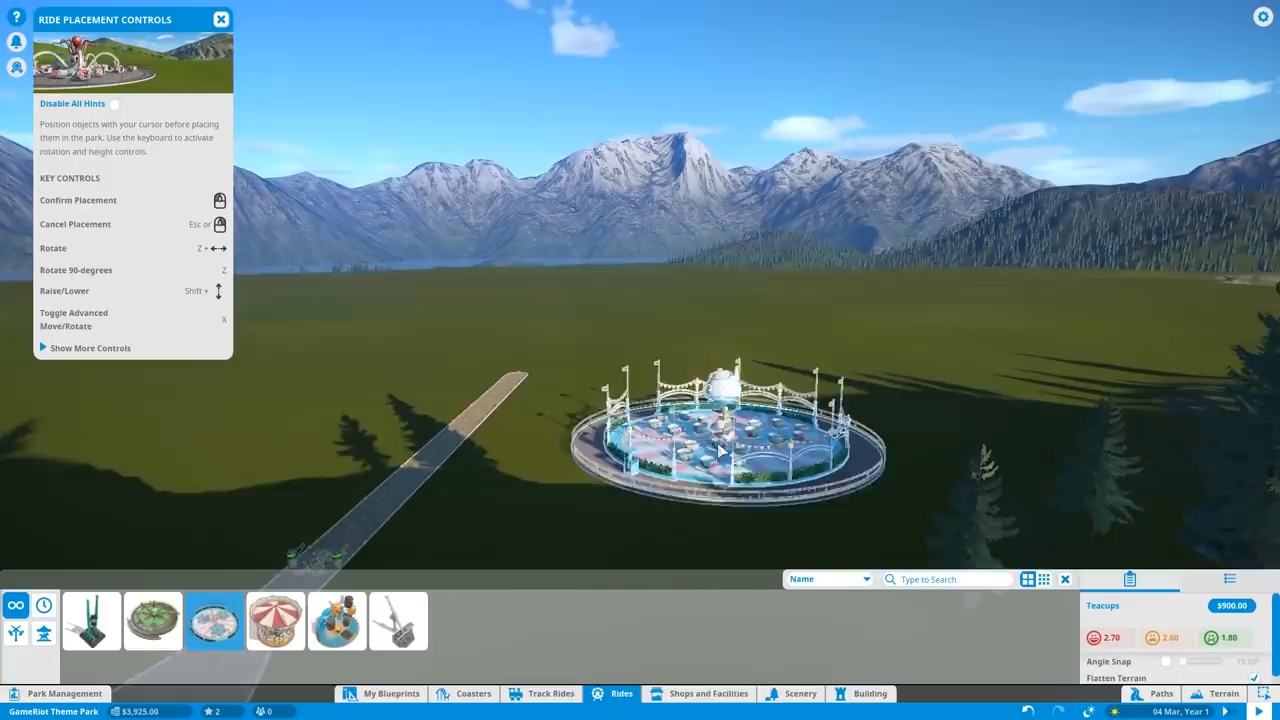 ?
RIDE PLACEMENT CONTROLS
Disable All Hints
Position objects with your cursor before placing
them in the park. Use the keyboard to activate
rotation and height controls.
KEY CONTROLS
Confirm Placement
Cancel Placement Esc or
Rotate Z +
Rotate 90-degrees Z
Raise/Lower Shift +
Toggle Advanced
Move/Rotate X
Show More Controls
Name
Type to Search
Teacups $900.00
2.70 2.60 1.80
Angle Snap 15.00°
Flatten Terrain
Park Management
My Blueprints
Coasters
Track Rides
Rides
Shops and Facilities
Scenery
Building
Paths
Terrain
GameRiot Theme Park $3,925.00 2 0
04 Mar, Year 1